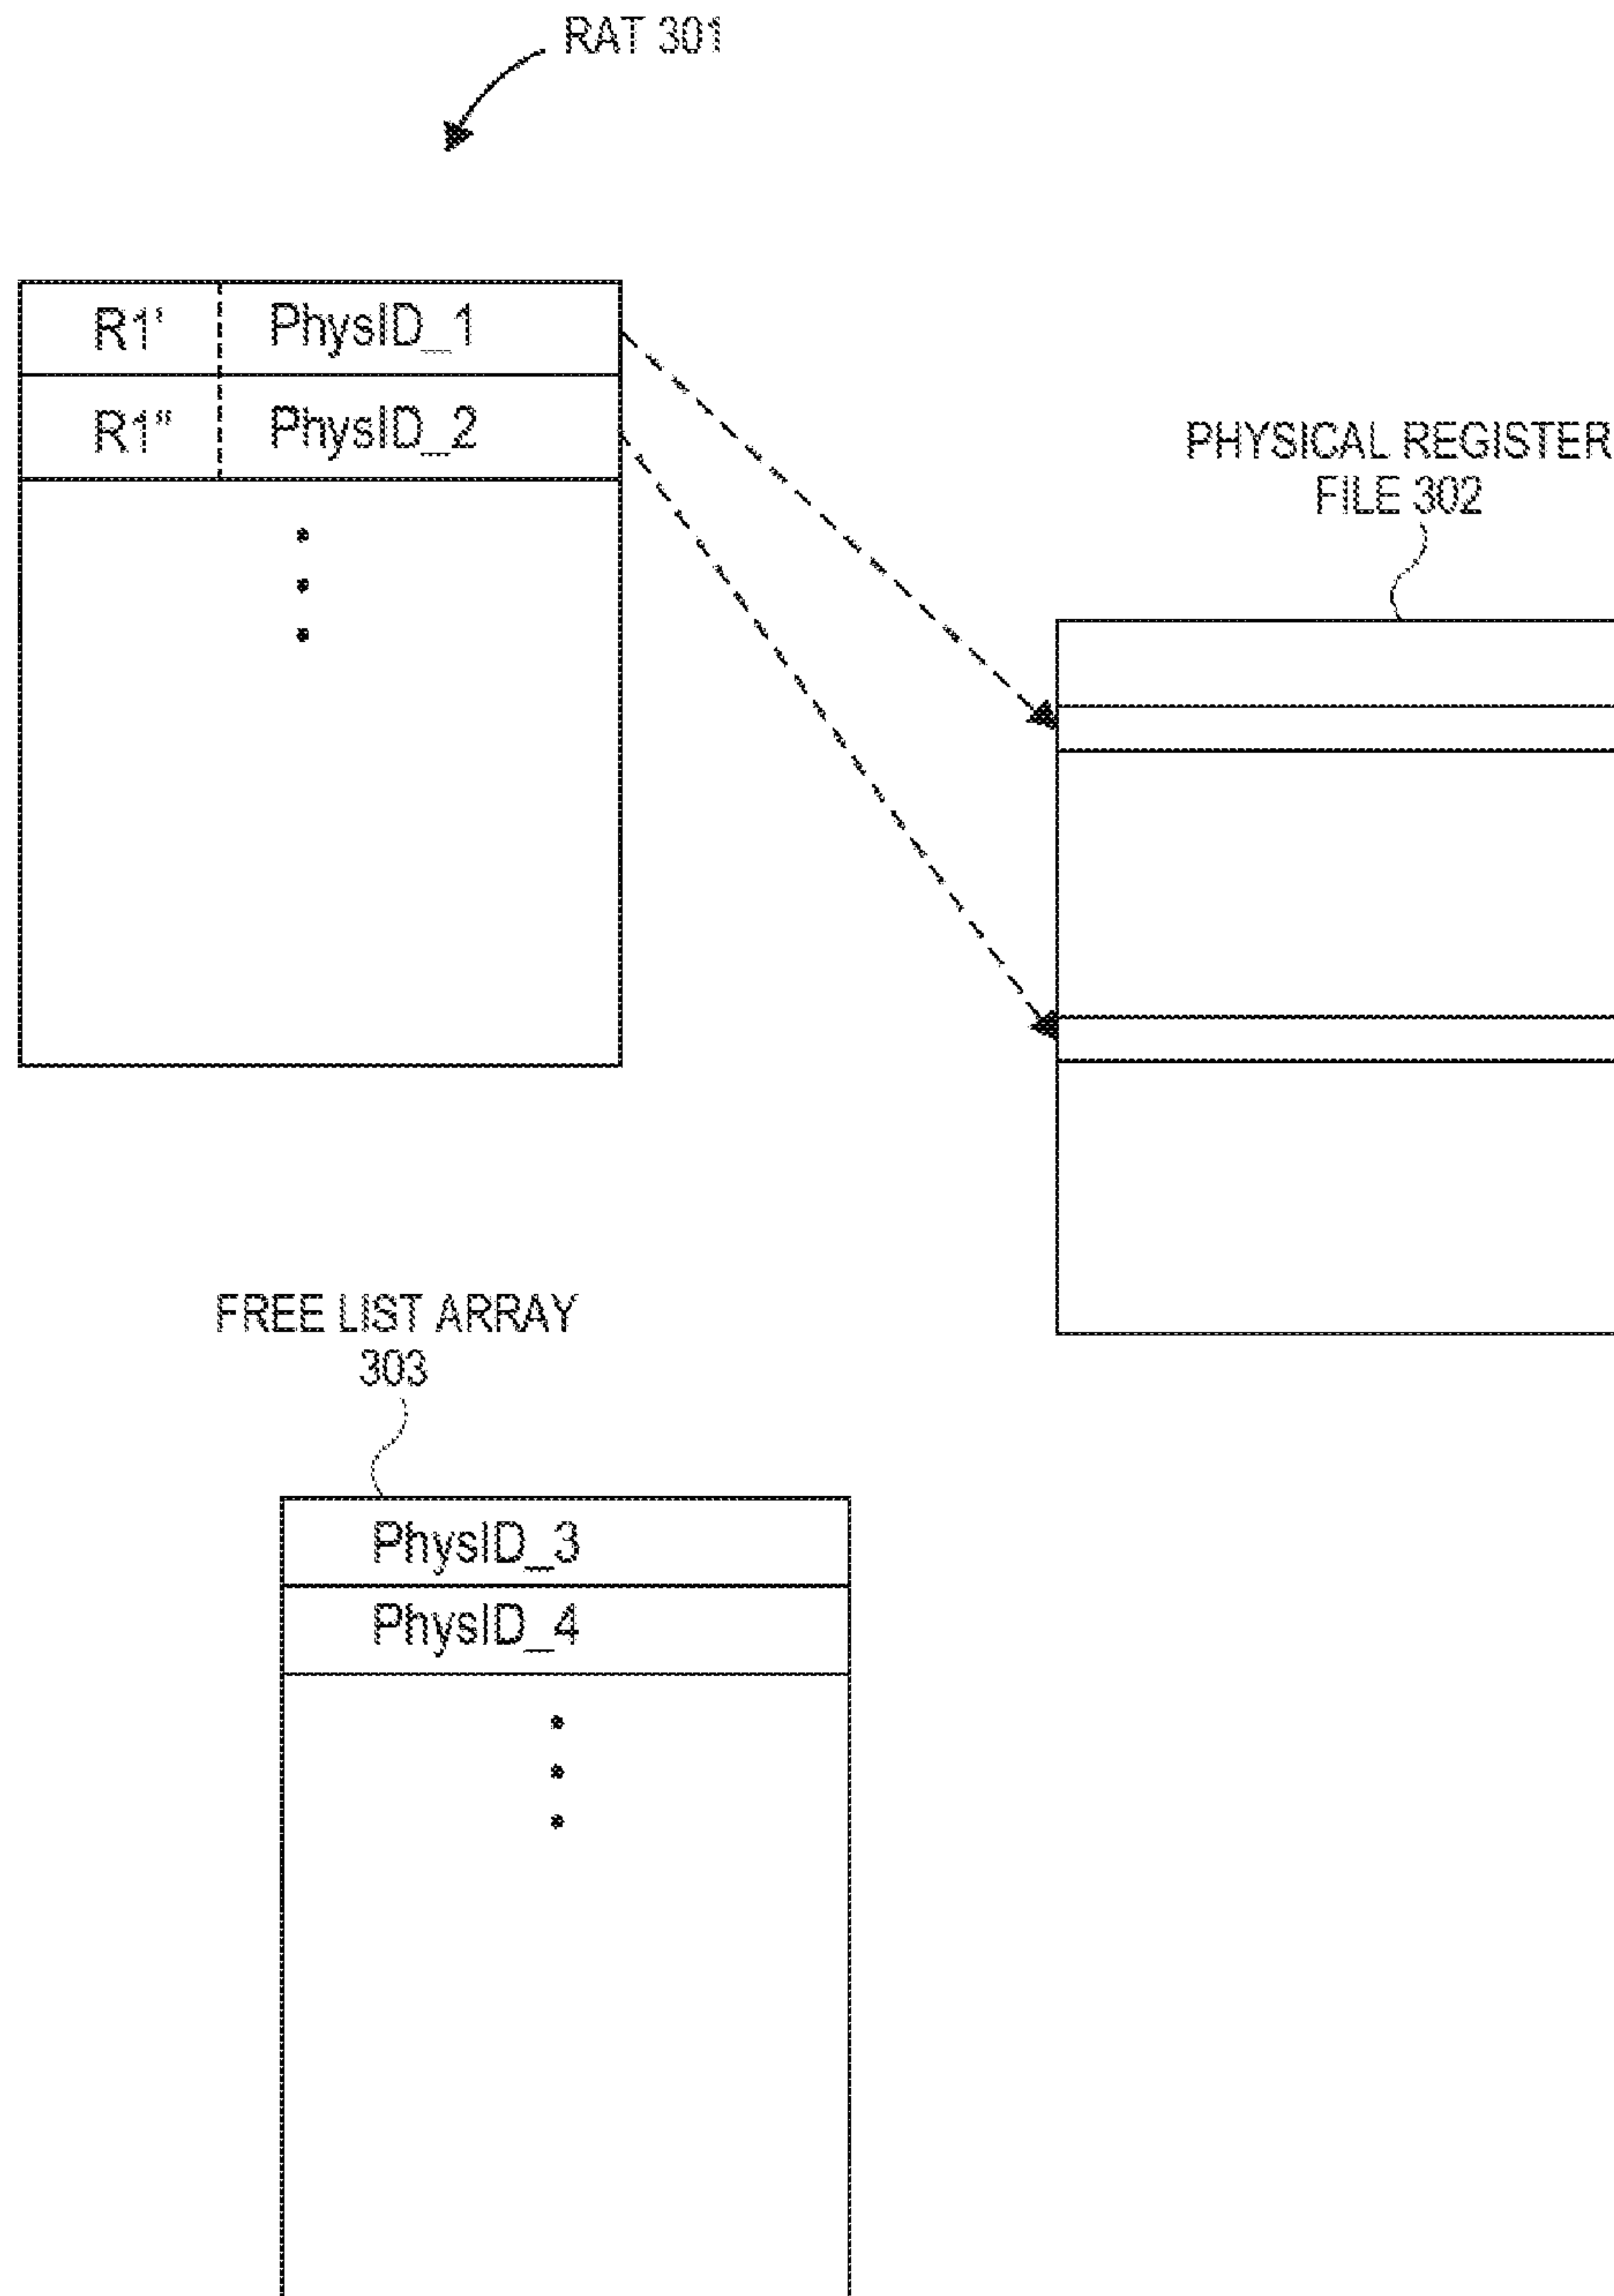 RAT 301
R1' PhysID_1
R1" PhysID_2
PHYSICAL REGISTER
FILE 302
FREE LIST ARRAY
303
PhysID_3
PhysID_4